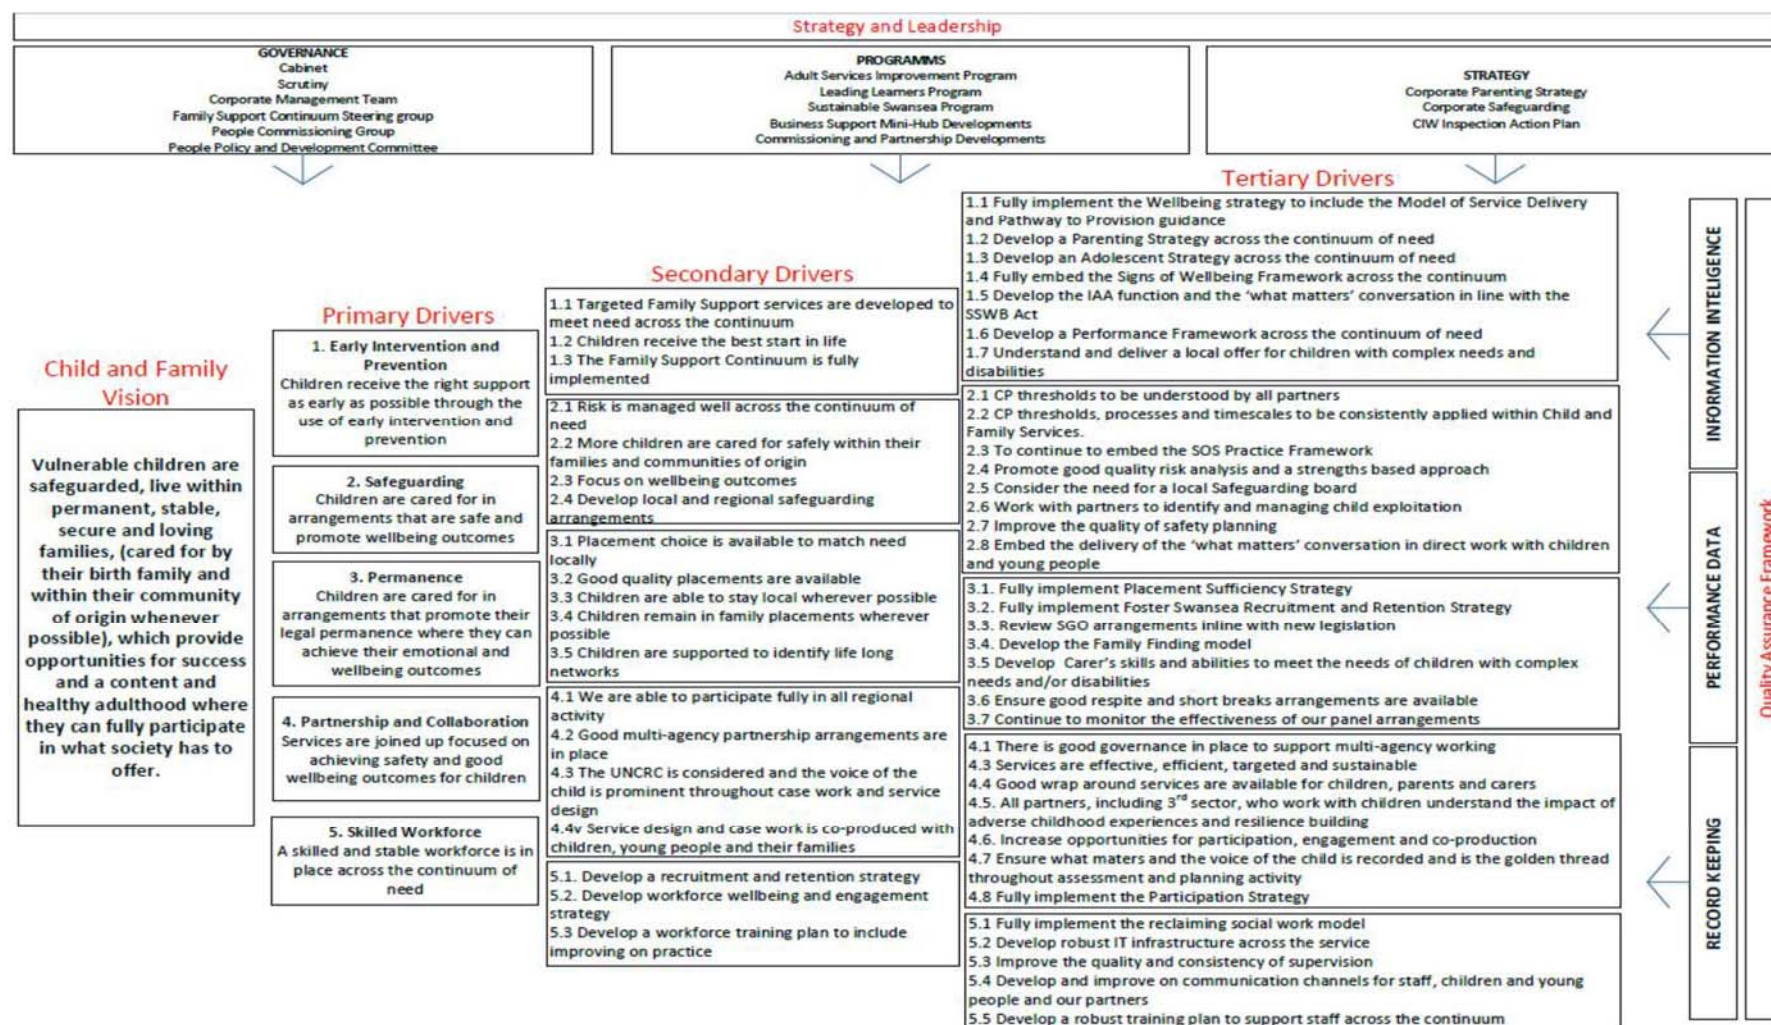 Strategy and Leadership
GOVERNANCE
Cabinet
Scrutiny
Corporate Management Team
Family Support Continuum Steering group
People Commissioning Group
People Policy and Development Committee
PROGRAMMS
Adult Services Improvement Program
Leading Learners Program
Sustainable Swansea Program
Business Support Mini-Hub Developments
Commissioning and Partnership Developments
STRATEGY
Corporate Parenting Strategy
Corporate Safeguarding
CIW Inspection Action Plan
Child and Family
Vision
Vulnerable children are
safeguarded, live within
permanent, stable,
secure and loving
families, (cared for by
their birth family and
within their community
of origin whenever
possible), which provide
opportunities for success
and a content and
healthy adulthood where
they can fully participate
in what society has to
offer.
Primary Drivers
1. Early Intervention and
Prevention
Children receive the right support
as early as possible through the
use of early intervention and
prevention
2. Safeguarding
Children are cared for in
arrangements that are safe and
promote wellbeing outcomes
3. Permanence
Children are cared for in
arrangements that promote their
legal permanence where they can
achieve their emotional and
wellbeing outcomes
4. Partnership and Collaboration
Services are joined up focused on
achieving safety and good
wellbeing outcomes for children
5. Skilled Workforce
A skilled and stable workforce is in
place across the continuum of
need
Secondary Drivers
1.1 Targeted Family Support services are developed to
meet need across the continuum
1.2 Children receive the best start in life
1.3 The Family Support Continuum is fully
implemented
2.1 Risk is managed well across the continuum of
need
2.2 More children are cared for safely within their
families and communities of origin
2.3 Focus on wellbeing outcomes
2.4 Develop local and regional safeguarding
arrangements
3.1 Placement choice is available to match need
locally
3.2 Good quality placements are available
3.3 Children are able to stay local wherever possible
3.4 Children remain in family placements wherever
possible
3.5 Children are supported to identify life long
networks
4.1 We are able to participate fully in all regional
activity
4.2 Good multi-agency partnership arrangements are
in place
4.3 The UNCRC is considered and the voice of the
child is prominent throughout case work and service
design
4.4v Service design and case work is co-produced with
children, young people and their families
5.1. Develop a recruitment and retention strategy
5.2. Develop workforce wellbeing and engagement
strategy
5.3 Develop a workforce training plan to include
improving on practice
Tertiary Drivers
1.1 Fully implement the Wellbeing strategy to include the Model of Service Delivery
and Pathway to Provision guidance
1.2 Develop a Parenting Strategy across the continuum of need
1.3 Develop an Adolescent Strategy across the continuum of need
1.4 Fully embed the Signs of Wellbeing Framework across the continuum
1.5 Develop the IAA function and the ‘what matters’ conversation in line with the
SSWB Act
1.6 Develop a Performance Framework across the continuum of need
1.7 Understand and deliver a local offer for children with complex needs and
disabilities
2.1 CP thresholds to be understood by all partners
2.2 CP thresholds, processes and timescales to be consistently applied within Child and
Family Services.
2.3 To continue to embed the SOS Practice Framework
2.4 Promote good quality risk analysis and a strengths based approach
2.5 Consider the need for a local Safeguarding board
2.6 Work with partners to identify and managing child exploitation
2.7 Improve the quality of safety planning
2.8 Embed the delivery of the ‘what matters’ conversation in direct work with children
and young people
3.1. Fully implement Placement Sufficiency Strategy
3.2. Fully implement Foster Swansea Recruitment and Retention Strategy
3.3. Review SGO arrangements inline with new legislation
3.4. Develop the Family Finding model
3.5 Develop Carer’s skills and abilities to meet the needs of children with complex
needs and/or disabilities
3.6 Ensure good respite and short breaks arrangements are available
3.7 Continue to monitor the effectiveness of our panel arrangements
4.1 There is good governance in place to support multi-agency working
4.3 Services are effective, efficient, targeted and sustainable
4.4 Good wrap around services are available for children, parents and carers
4.5. All partners, including 3rd sector, who work with children understand the impact of
adverse childhood experiences and resilience building
4.6. Increase opportunities for participation, engagement and co-production
4.7 Ensure what maters and the voice of the child is recorded and is the golden thread
throughout assessment and planning activity
4.8 Fully implement the Participation Strategy
5.1 Fully implement the reclaiming social work model
5.2 Develop robust IT infrastructure across the service
5.3 Improve the quality and consistency of supervision
5.4 Develop and improve on communication channels for staff, children and young
people and our partners
5.5 Develop a robust training plan to support staff across the continuum
INFORMATION INTELIGENCE
PERFORMANCE DATA
RECORD KEEPING
Quality Assurance Framework